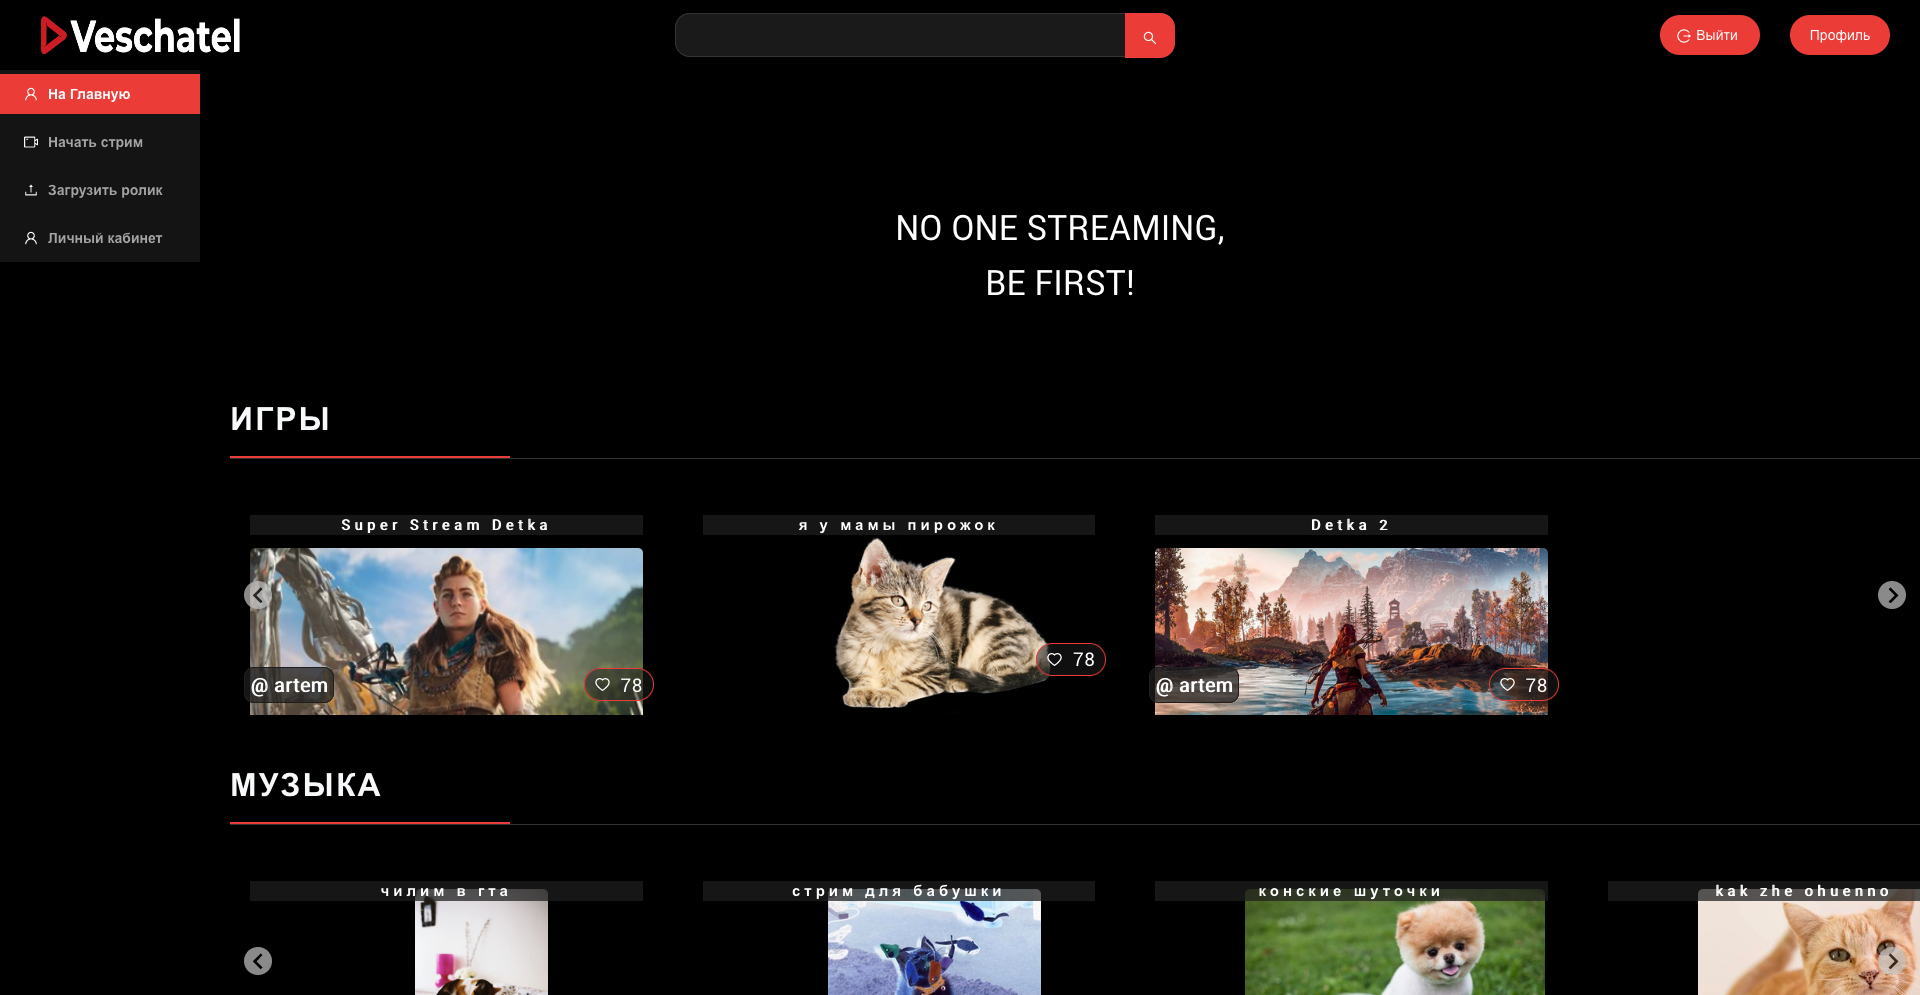 Veschatel
Выйти
Профиль
На Главную
Начать стрим
Загрузить ролик
Личный кабинет
NO ONE STREAMING,
BE FIRST!
ИГРЫ
Super Stream Detka
я у мамы пирожок
Detka 2
@ artem
78
78
@ artem
78
МУЗЫКА
чилим в гта
стрим для бабушки
конские шуточки
kak zhe ohuenno